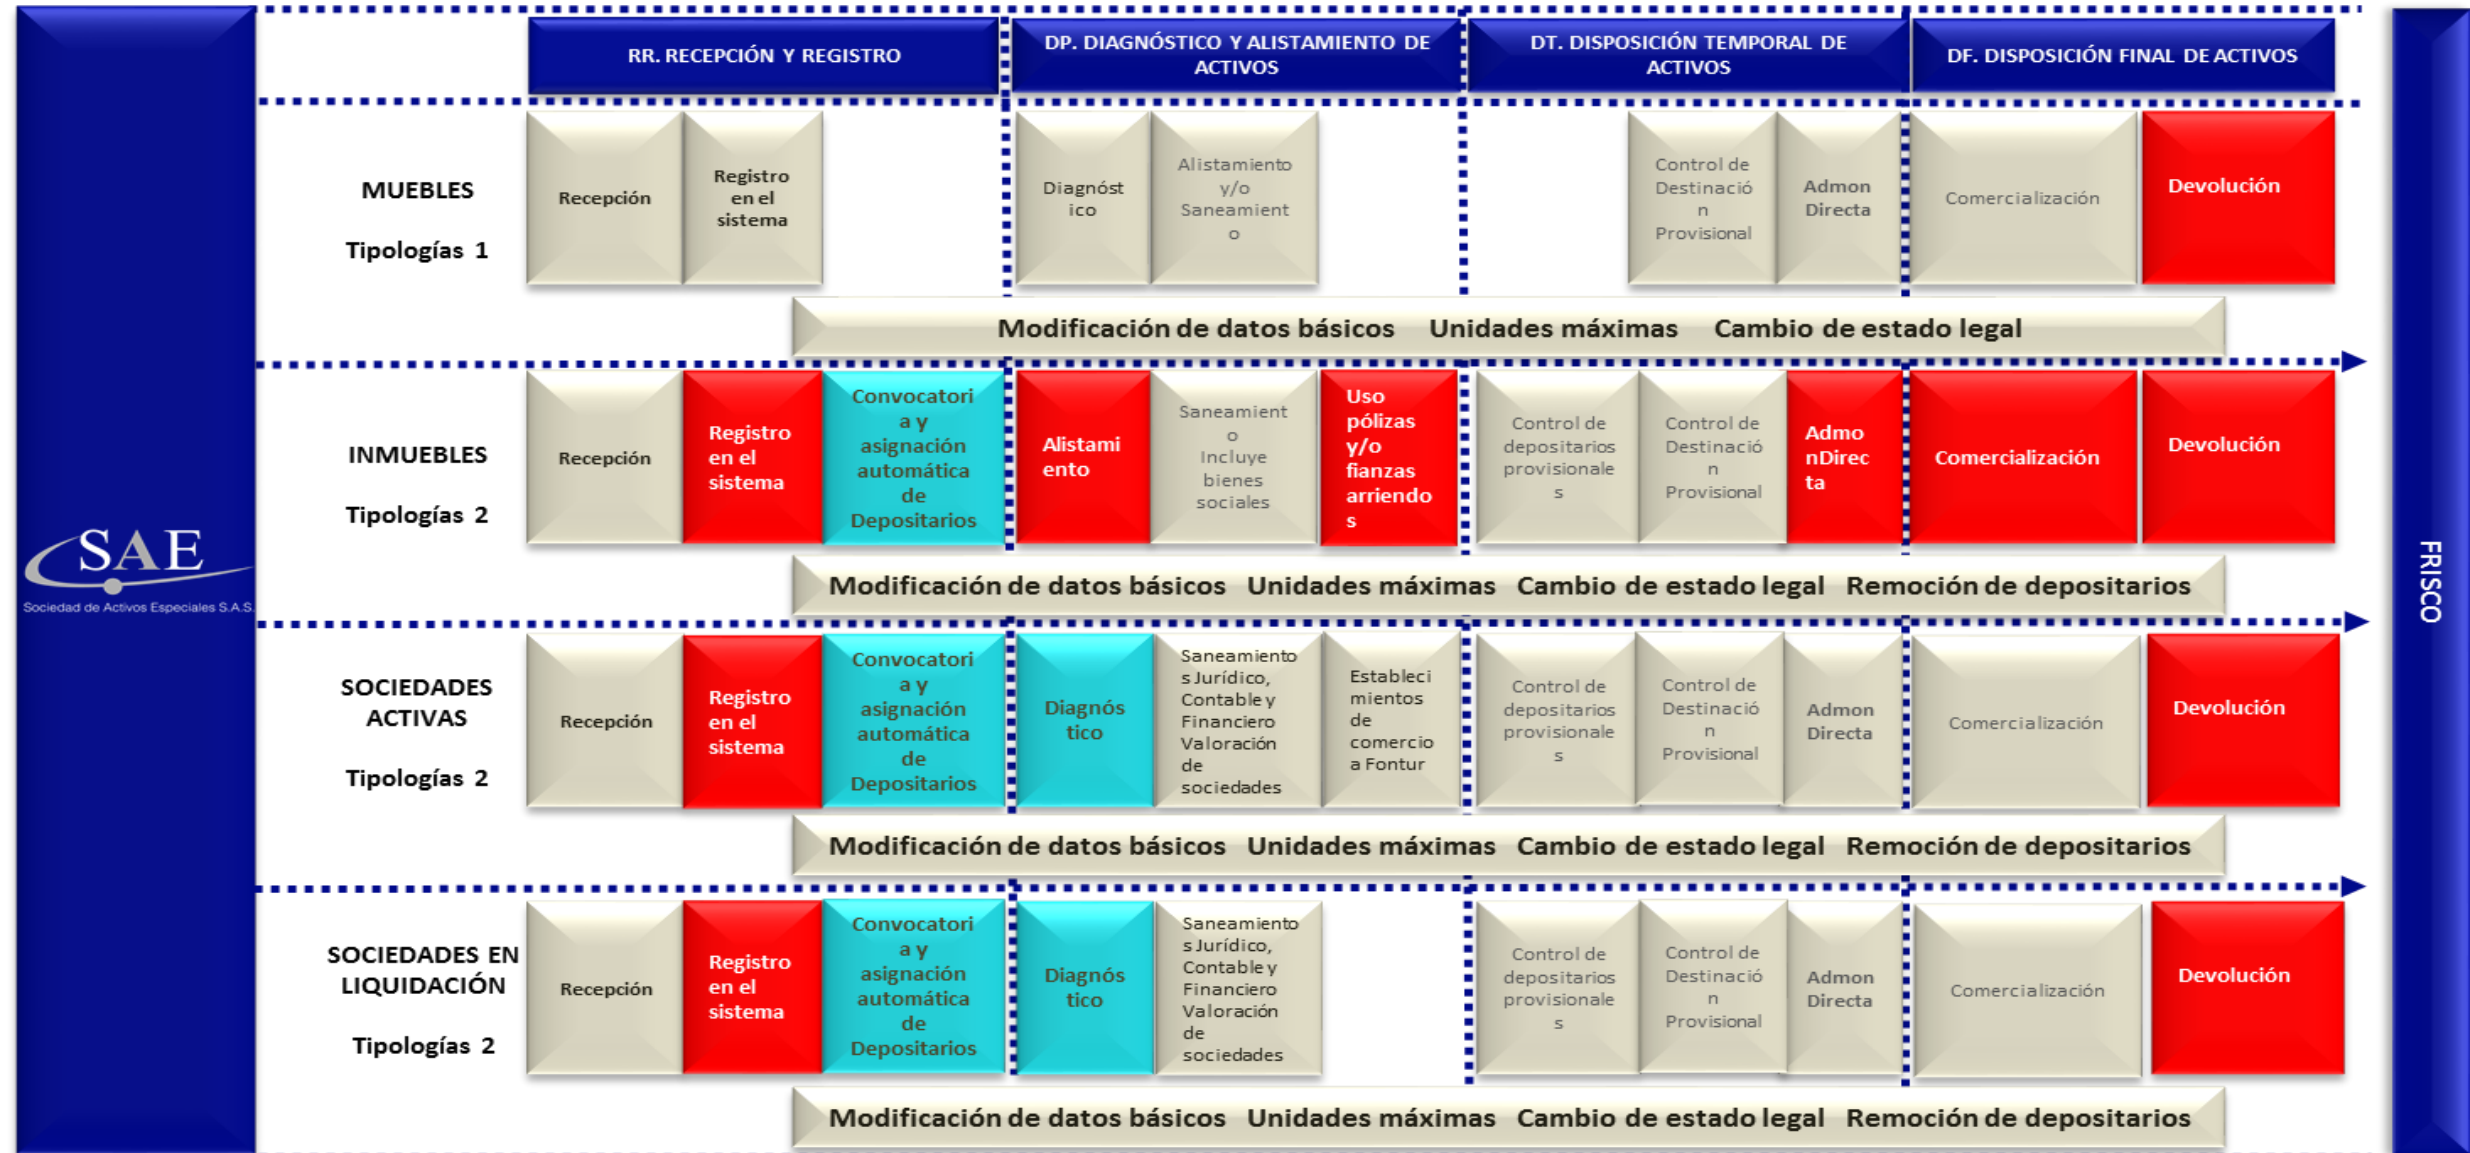 RR. RECEPCIÓN Y REGISTRO
DP. DIAGNÓSTICO Y ALISTAMIENTO DE
ACTIVOS
DT. DISPOSICIÓN TEMPORAL DE
ACTIVOS
DF. DISPOSICIÓN FINAL DE ACTIVOS
SAE
Sociedad de Activos Especiales S.A.S.
FRISCO
MUEBLES
Tipologías 1
Recepción
Registro
en el
sistema
Diagnóst
ico
Alistamiento
y/o
Saneamient
o
Control de
Destinació
n
Provisional
Admon
Directa
Comercialización
Devolución
Modificación de datos básicos Unidades máximas Cambio de estado legal
INMUEBLES
Tipologías 2
Recepción
Registro
en el
sistema
Convocatori
a y
asignación
automática
de
Depositarios
Alistami
ento
Saneamient
o
Incluye
bienes
sociales
Uso
pólizas
y/o
fianzas
arriendo
s
Control de
depositarios
provisionale
s
Control de
Destinació
n
Provisional
Admo
nDirec
ta
Comercialización
Devolución
Modificación de datos básicos Unidades máximas Cambio de estado legal Remoción de depositarios
SOCIEDADES
ACTIVAS
Tipologías 2
Recepción
Registro
en el
sistema
Convocatori
a y
asignación
automática
de
Depositarios
Diagnós
tico
Saneamiento
s Jurídico,
Contable y
Financiero
Valoración
de
sociedades
Estableci
mientos
de
comercio
a Fontur
Control de
depositarios
provisionale
s
Control de
Destinació
n
Provisional
Admon
Directa
Comercialización
Devolución
Modificación de datos básicos Unidades máximas Cambio de estado legal Remoción de depositarios
SOCIEDADES EN
LIQUIDACIÓN
Tipologías 2
Recepción
Registro
en el
sistema
Convocatori
a y
asignación
automática
de
Depositarios
Diagnós
tico
Saneamiento
s Jurídico,
Contable y
Financiero
Valoración
de
sociedades
Control de
depositarios
provisionale
s
Control de
Destinació
n
Provisional
Admon
Directa
Comercialización
Devolución
Modificación de datos básicos Unidades máximas Cambio de estado legal Remoción de depositarios